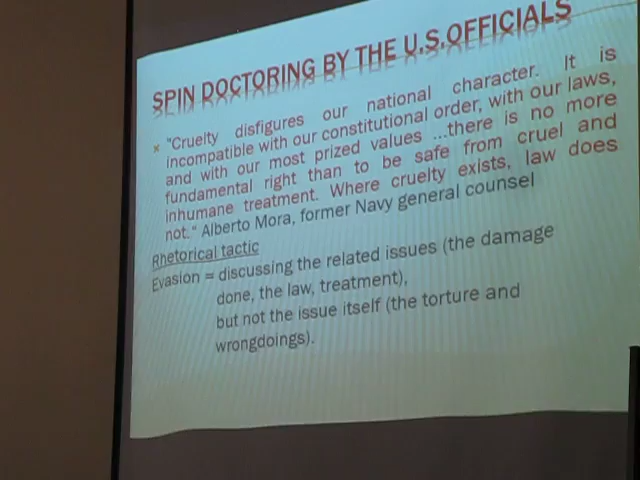 SPIN DOCTORING BY THE U.S.OFFICIALS
"Cruelty disfigures our national character. It is
incompatible with our constitutional order, with our laws,
and with our most prized values ...there is no more
fundamental right than to be safe from cruel and
inhumane treatment. Where cruelty exists, law does
not." Alberto Mora, former Navy general counsel
Rhetorical tactic
Evasion = discussing the related issues (the damage
done, the law, treatment),
but not the issue itself (the torture and
wrongdoings).